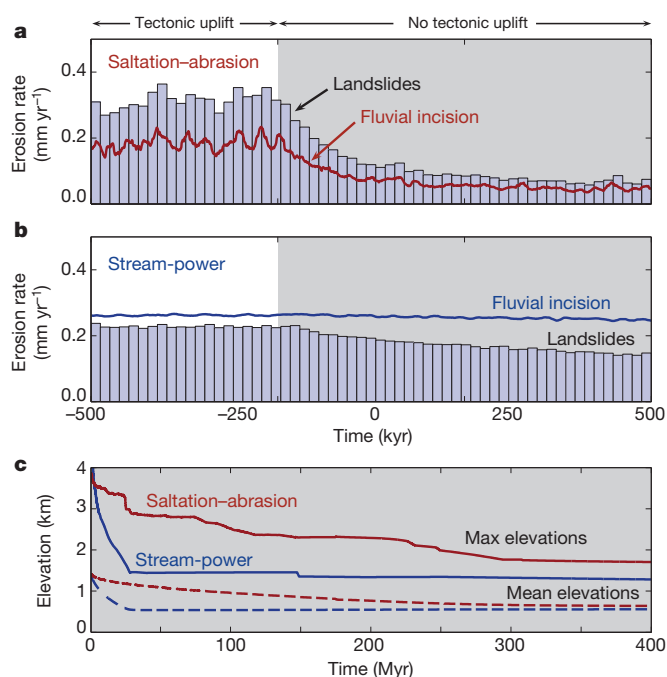 Tectonic uplift No tectonic uplift
a
Saltation–abrasion
Landslides
Fluvial incision
Erosion rate
(mm yr⁻¹)
0.4
0.2
0.0
b
Stream-power
Fluvial incision
Landslides
Erosion rate
(mm yr⁻¹)
0.4
0.2
0.0
−500 −250 0 250 500
Time (kyr)
c
Saltation–abrasion
Max elevations
Stream-power
Mean elevations
Elevation (km)
4
3
2
1
0
0 100 200 300 400
Time (Myr)